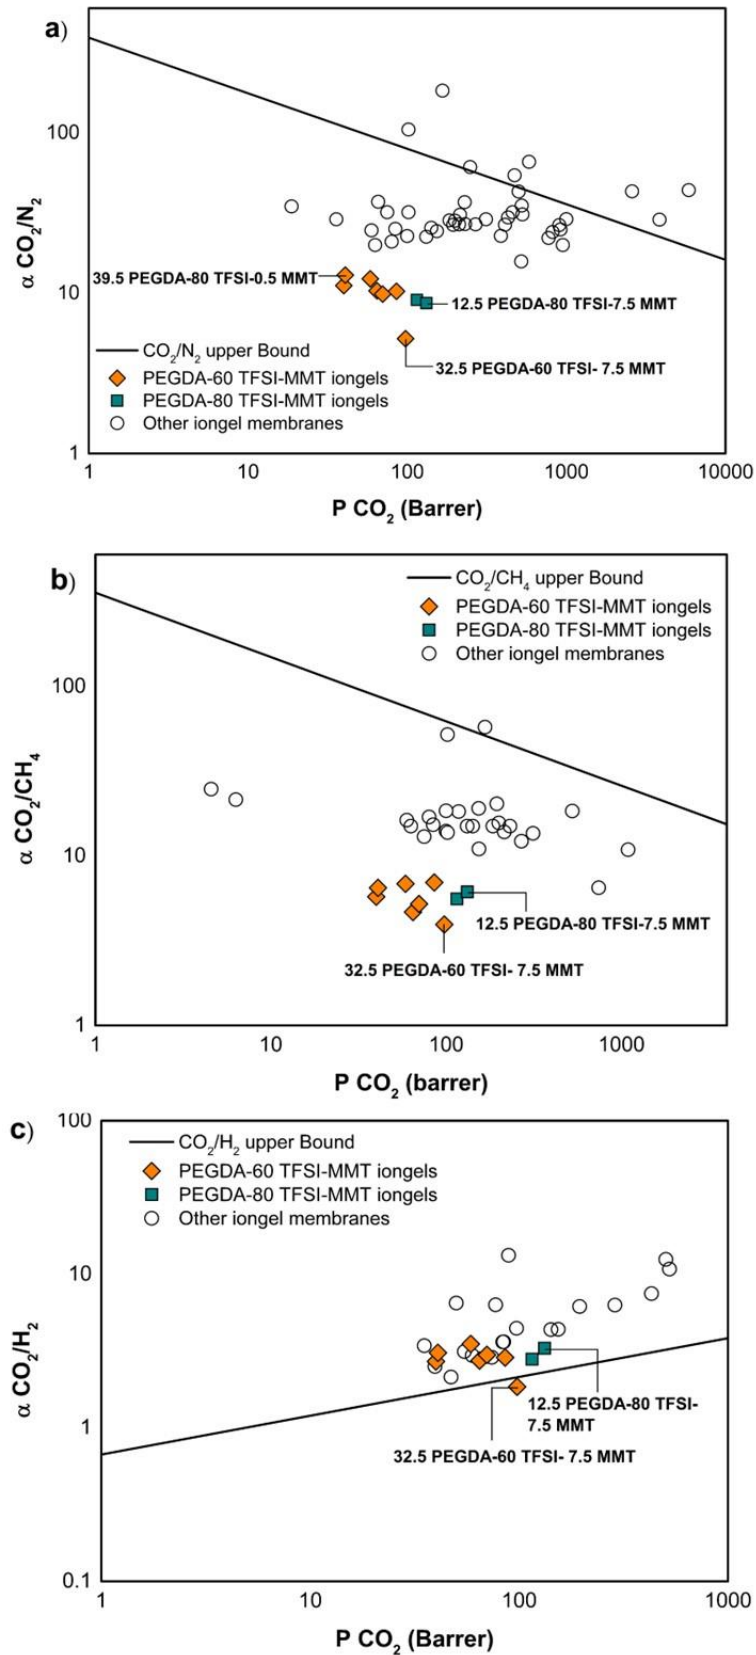 a)
α CO₂/N₂
100
10
1
39.5 PEGDA-80 TFSI-0.5 MMT
12.5 PEGDA-80 TFSI-7.5 MMT
32.5 PEGDA-60 TFSI- 7.5 MMT
CO₂/N₂ upper Bound
PEGDA-60 TFSI-MMT iongels
PEGDA-80 TFSI-MMT iongels
Other iongel membranes
1 10 100 1000 10000
P CO₂ (Barrer)
b)
α CO₂/CH₄
CO₂/CH₄ upper Bound
PEGDA-60 TFSI-MMT iongels
PEGDA-80 TFSI-MMT iongels
Other iongel membranes
100
10
1
12.5 PEGDA-80 TFSI-7.5 MMT
32.5 PEGDA-60 TFSI- 7.5 MMT
1 10 100 1000
P CO₂ (barrer)
c)
α CO₂/H₂
100
10
1
0.1
CO₂/H₂ upper Bound
PEGDA-60 TFSI-MMT iongels
PEGDA-80 TFSI-MMT iongels
Other iongel membranes
12.5 PEGDA-80 TFSI-
7.5 MMT
32.5 PEGDA-60 TFSI- 7.5 MMT
1 10 100 1000
P CO₂ (Barrer)